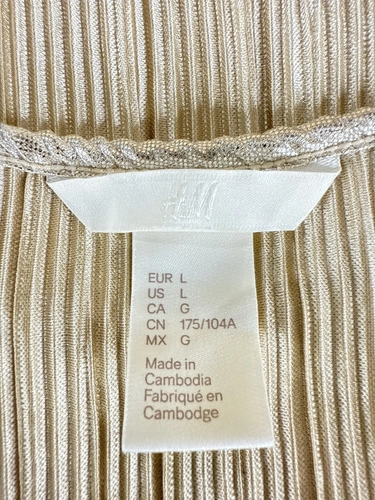 H&M
EUR L
US L
CA G
CN 175/104A
MX G
Made in
Cambodia
Fabriqué en
Cambodge